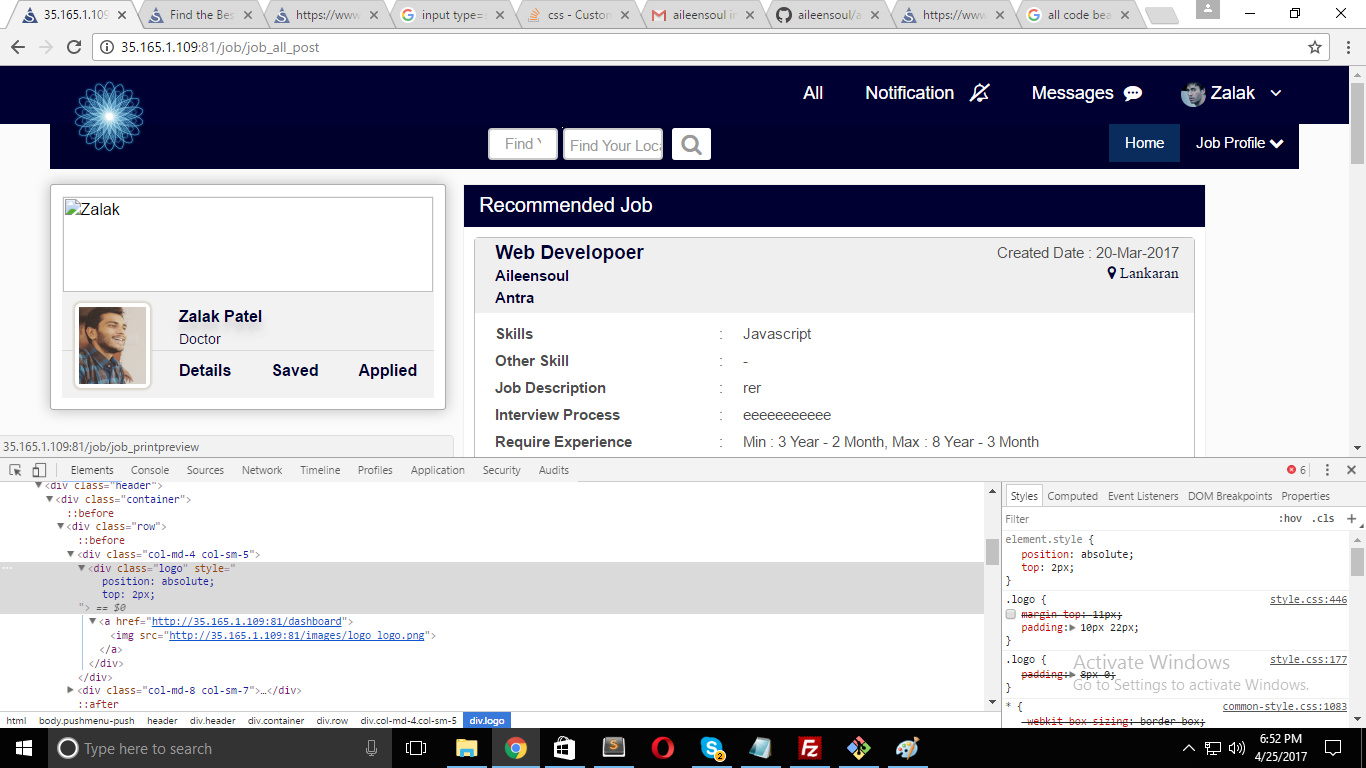 35.165.1.109
Find the Bes
https://www
input type=
css - Custon
aileensoul in
aileensoul/a
https://www
all code bea
35.165.1.109:81/job/job_all_post
All
Notification
Messages
Zalak
Find Y
Find Your Loca
Home
Job Profile
Zalak
Zalak Patel
Doctor
Details
Saved
Applied
Recommended Job
Web Developoer
Created Date : 20-Mar-2017
Aileensoul
Lankaran
Antra
Skills : Javascript
Other Skill : -
Job Description : rer
Interview Process : eeeeeeeeeee
Require Experience : Min : 3 Year - 2 Month, Max : 8 Year - 3 Month
35.165.1.109:81/job/job_printpreview
Elements Console Sources Network Timeline Profiles Application Security Audits
6
<div class="header">
<div class="container">
::before
<div class="row">
::before
<div class="col-md-4 col-sm-5">
<div class="logo" style="
position: absolute;
top: 2px;
"> == $0
<a href="http://35.165.1.109:81/dashboard">
<img src="http://35.165.1.109:81/images/logo_logo.png">
</a>
</div>
</div>
<div class="col-md-8 col-sm-7">…</div>
::after
html body.pushmenu-push header div.header div.container div.row div.col-md-4.col-sm-5 div.logo
Styles Computed Event Listeners DOM Breakpoints Properties
Filter
:hov .cls +
element.style {
position: absolute;
top: 2px;
}
.logo { style.css:446
margin-top: 11px;
padding: 10px 22px;
}
.logo { style.css:177
padding: 8px 0;
}
* { common-style.css:1083
-webkit-box-sizing: border-box;
Activate Windows
Go to Settings to activate Windows.
Type here to search
2
6:52 PM
4/25/2017